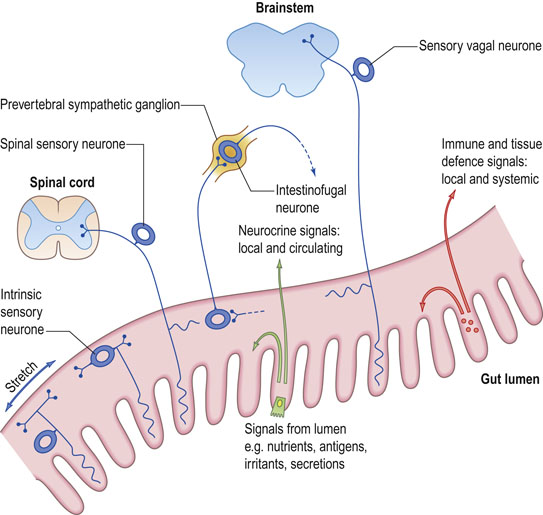 Brainstem
Sensory vagal neurone
Prevertebral sympathetic ganglion
Spinal sensory neurone
Immune and tissue
defence signals:
local and systemic
Spinal cord
Intestinofugal
neurone
Neurocrine signals:
local and circulating
Intrinsic
sensory
neurone
Stretch
Gut lumen
Signals from lumen
e.g. nutrients, antigens,
irritants, secretions